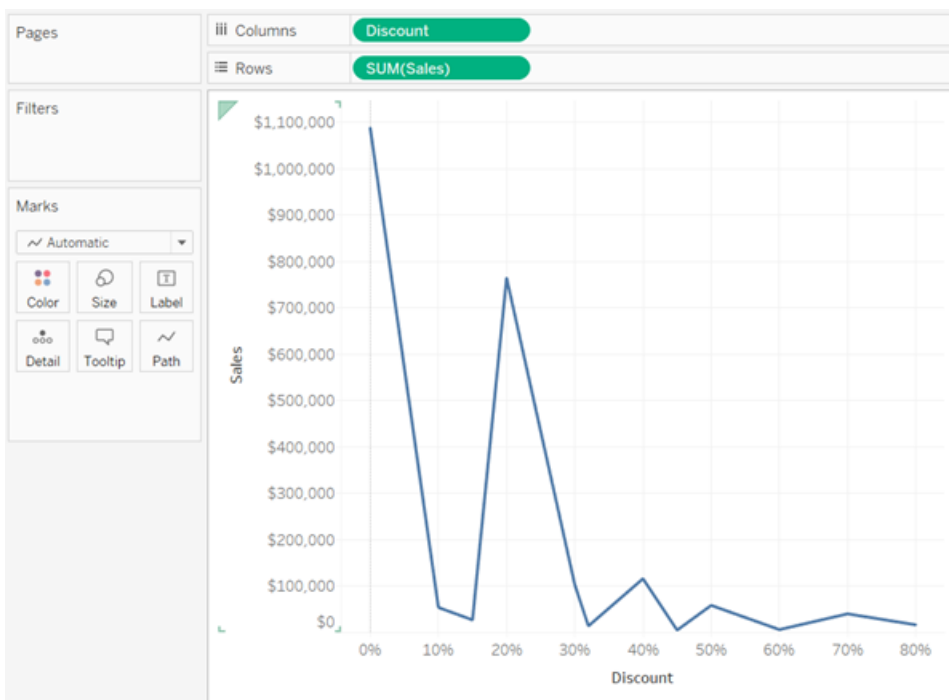 Pages
Columns
Discount
Rows
SUM(Sales)
Filters
Marks
Automatic
Color
Size
Label
Detail
Tooltip
Path
$1,100,000
$1,000,000
$900,000
$800,000
$700,000
$600,000
$500,000
$400,000
$300,000
$200,000
$100,000
$0
Sales
0% 10% 20% 30% 40% 50% 60% 70% 80%
Discount